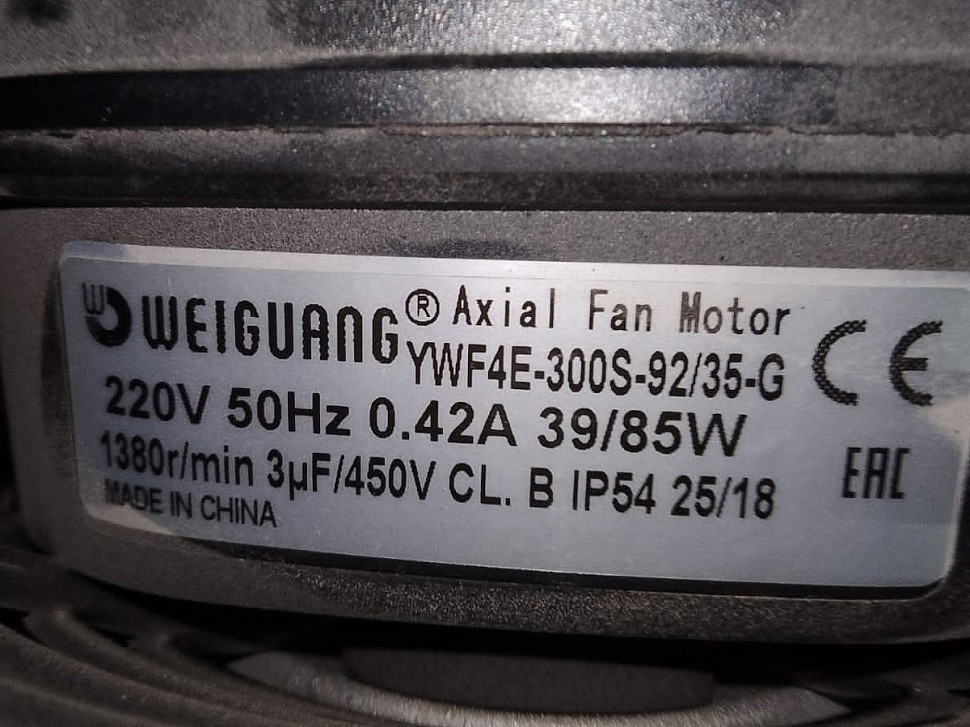 WEIGUANG® Axial Fan Motor
YWF4E-300S-92/35-G
CE
220V 50Hz 0.42A 39/85W
1380r/min 3µF/450V CL. B IP54 25/18
EAC
MADE IN CHINA